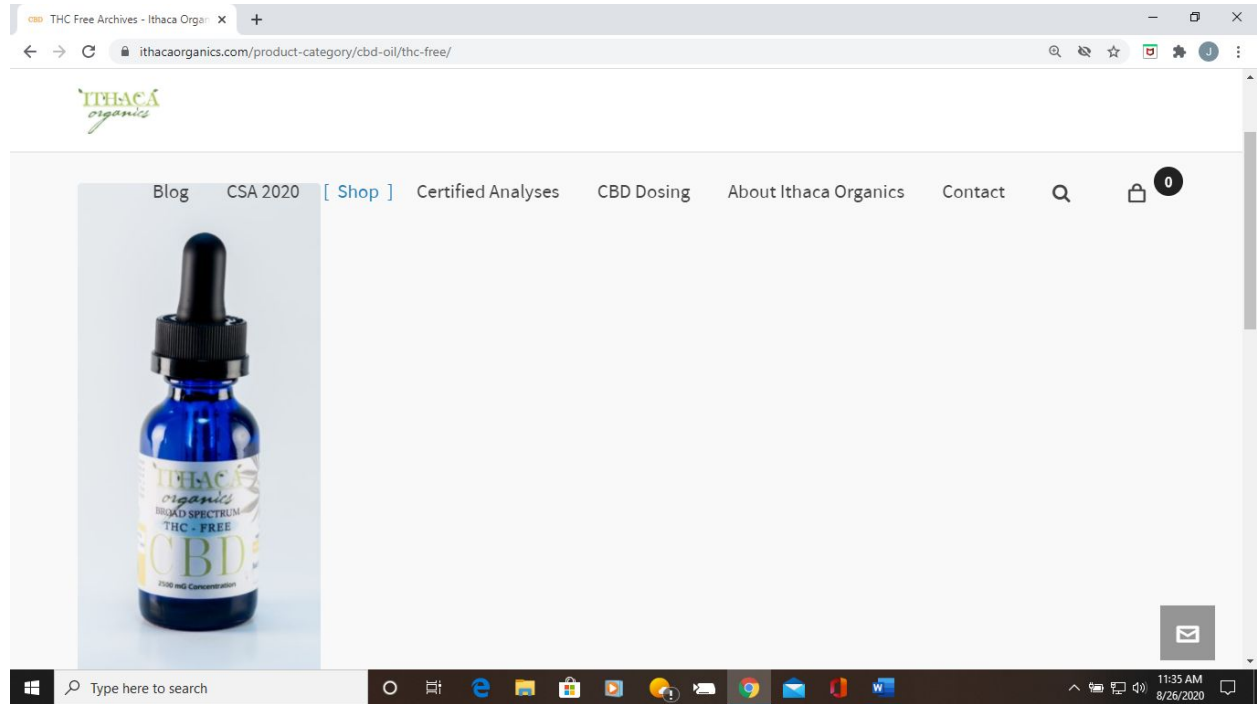 CBD THC Free Archives - Ithaca Organ
ithacaorganics.com/product-category/cbd-oil/thc-free/
J
ITHACA
organics
Blog CSA 2020 [ Shop ] Certified Analyses CBD Dosing About Ithaca Organics Contact 0
ITHACA
organics
BROAD SPECTRUM
THC - FREE
CBD
2500 mG Concentration
Type here to search
11:35 AM
8/26/2020